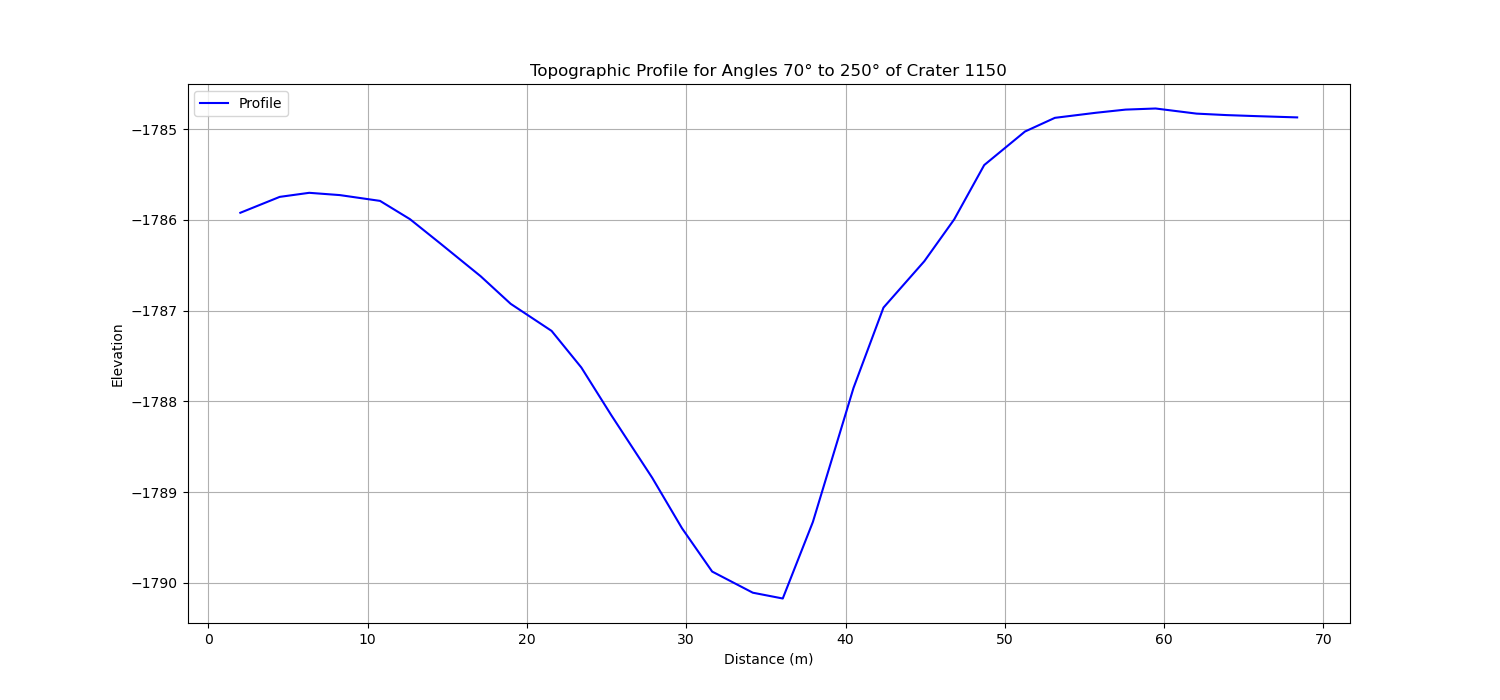 Topographic Profile for Angles 70° to 250° of Crater 1150
Profile
−1785
−1786
−1787
−1788
−1789
−1790
Elevation
0 10 20 30 40 50 60 70
Distance (m)